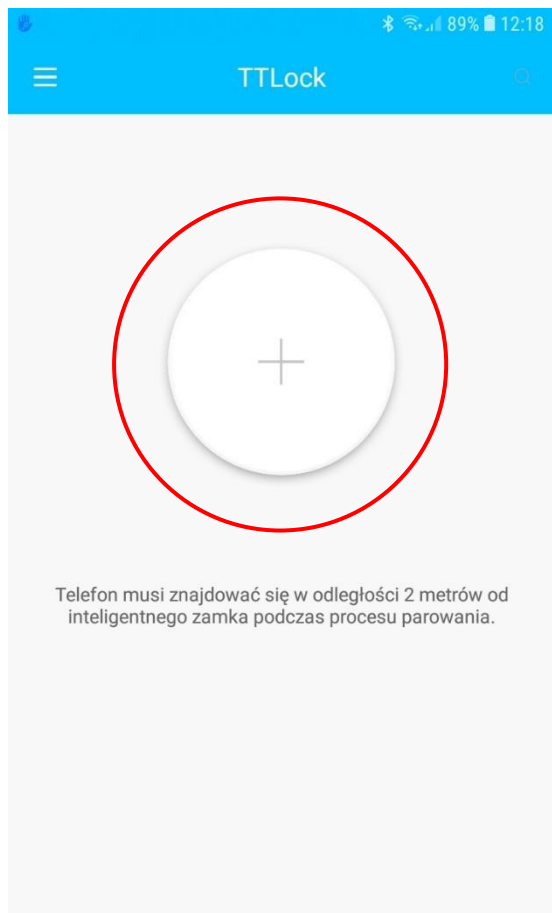 89% 12:18
TTLock
Telefon musi znajdować się w odległości 2 metrów od
inteligentnego zamka podczas procesu parowania.